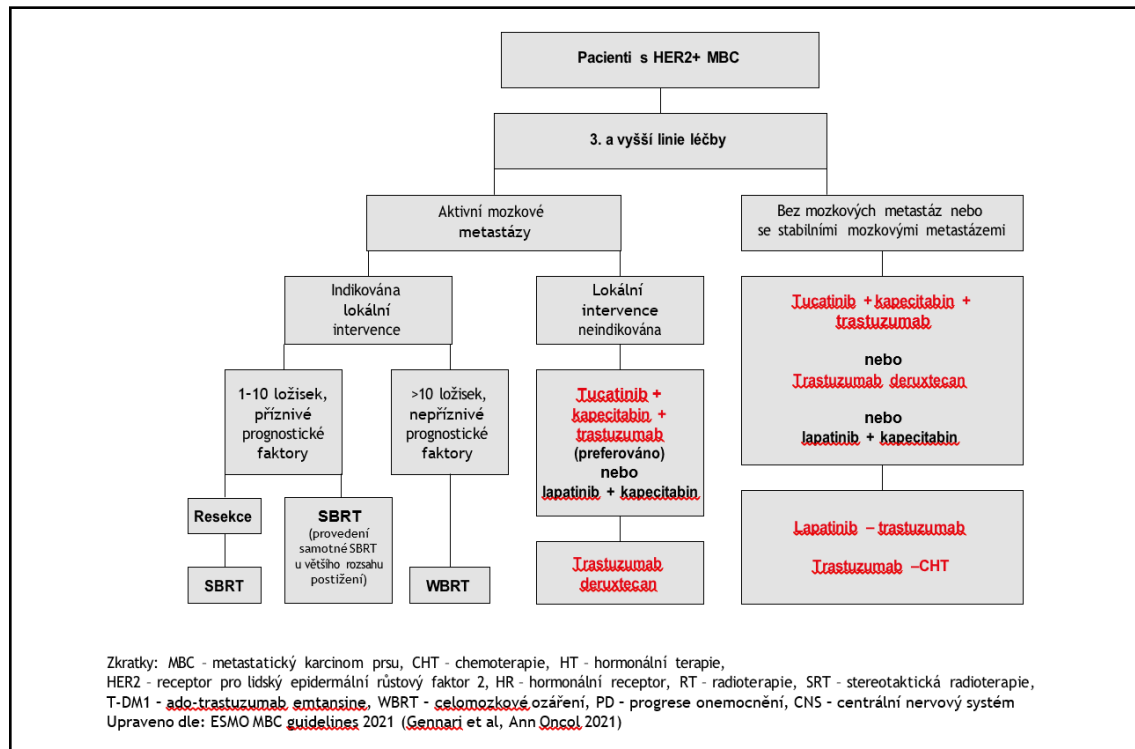 Pacienti s HER2+ MBC
3. a vyšší linie léčby
Aktivní mozkové
metastázy
Bez mozkových metastáz nebo
se stabilními mozkovými metastázemi
Indikována
lokální
intervence
Lokální
intervence
neindikována
Tucatinib + kapecitabin +
trastuzumab
nebo
Trastuzumab deruxtecan
nebo
lapatinib + kapecitabin
1-10 ložisek,
příznivé
prognostické
faktory
>10 ložisek,
nepříznivé
prognostické
faktory
Tucatinib +
kapecitabin +
trastuzumab
(preferováno)
nebo
lapatinib + kapecitabin
Resekce
SBRT
(provedení
samotné SBRT
u většího rozsahu
postižení)
SBRT
WBRT
Trastuzumab
deruxtecan
Lapatinib – trastuzumab
Trastuzumab –CHT
Zkratky: MBC - metastatický karcinom prsu, CHT - chemoterapie, HT - hormonální terapie,
HER2 - receptor pro lidský epidermální růstový faktor 2, HR - hormonální receptor, RT - radioterapie, SRT - stereotaktická radioterapie,
T-DM1 - ado-trastuzumab emtansine, WBRT - celomozkové ozáření, PD - progrese onemocnění, CNS - centrální nervový systém
Upraveno dle: ESMO MBC guidelines 2021 (Gennari et al, Ann Oncol 2021)